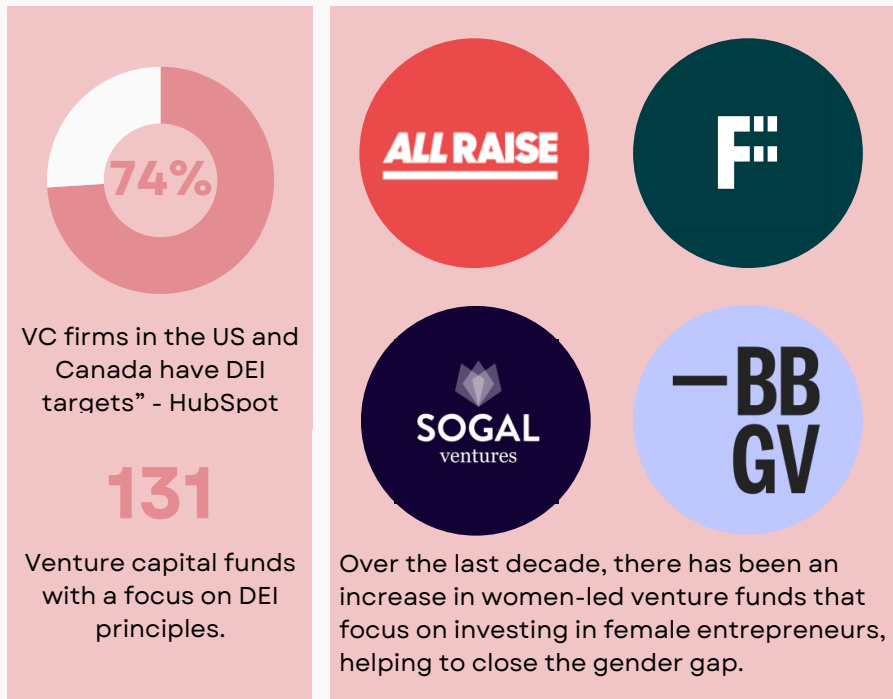 74%
VC firms in the US and
Canada have DEI
targets” - HubSpot
131
Venture capital funds
with a focus on DEI
principles.
ALL RAISE
F
SOGAL
ventures
—BB
GV
Over the last decade, there has been an
increase in women-led venture funds that
focus on investing in female entrepreneurs,
helping to close the gender gap.